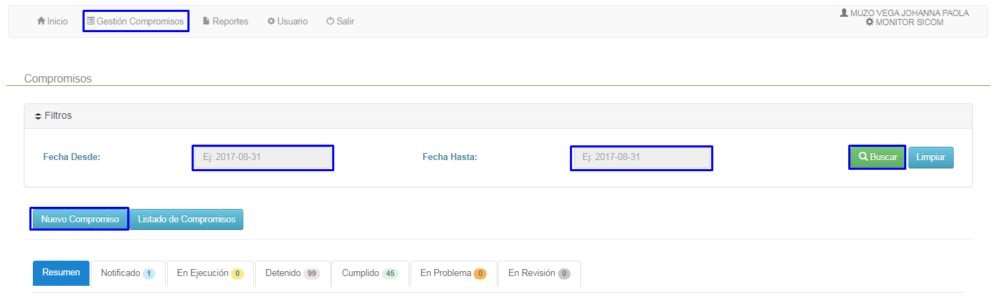 Inicio Gestión Compromisos Reportes Usuario Salir
MUZO VEGA JOHANNA PAOLA
MONITOR SICOM
Compromisos
Filtros
Fecha Desde: Ej: 2017-08-31 Fecha Hasta: Ej: 2017-08-31 Buscar Limpiar
Nuevo Compromiso Listado de Compromisos
Resumen Notificado 1 En Ejecución 0 Detenido 99 Cumplido 45 En Problema 0 En Revisión 0